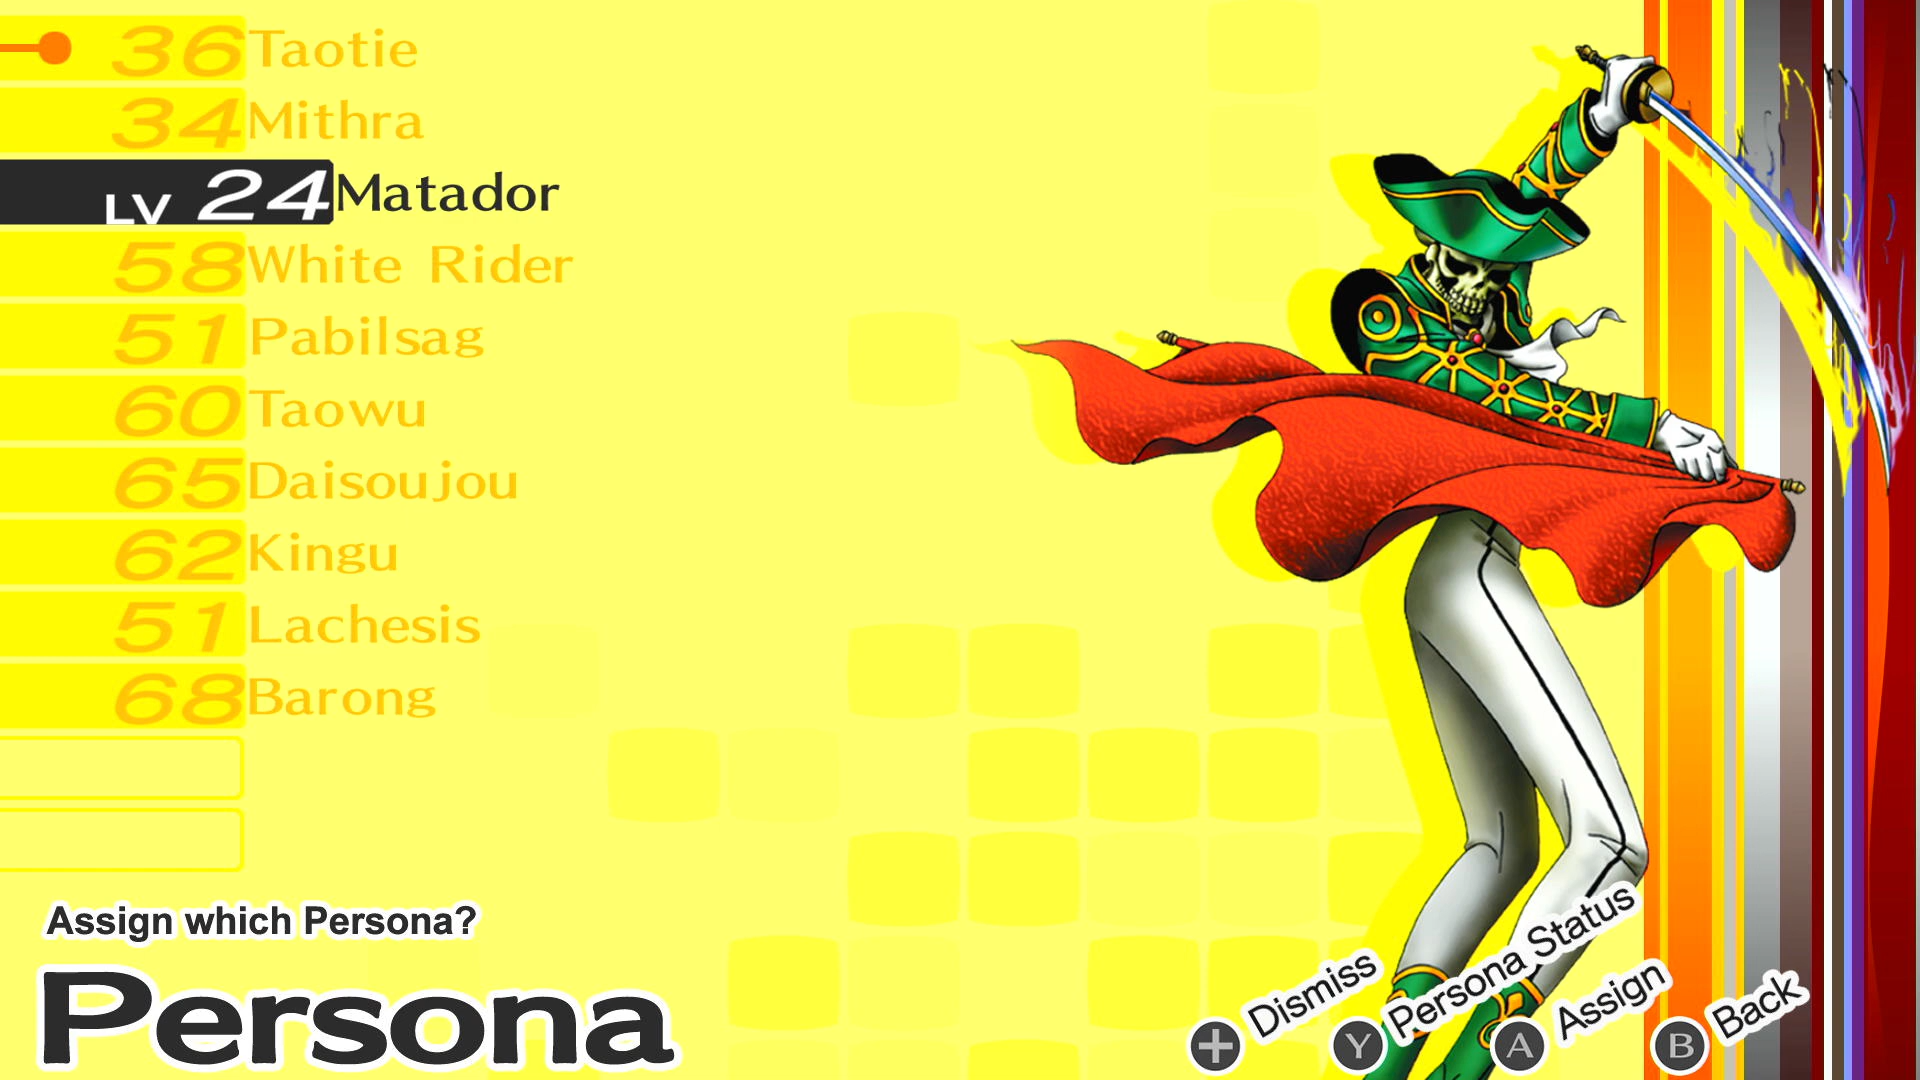 36 Taotie
34 Mithra
LV 24 Matador
58 White Rider
51 Pabilsag
60 Taowu
65 Daisoujou
62 Kingu
51 Lachesis
68 Barong
Assign which Persona?
Persona
+ Dismiss Y Persona Status A Assign B Back